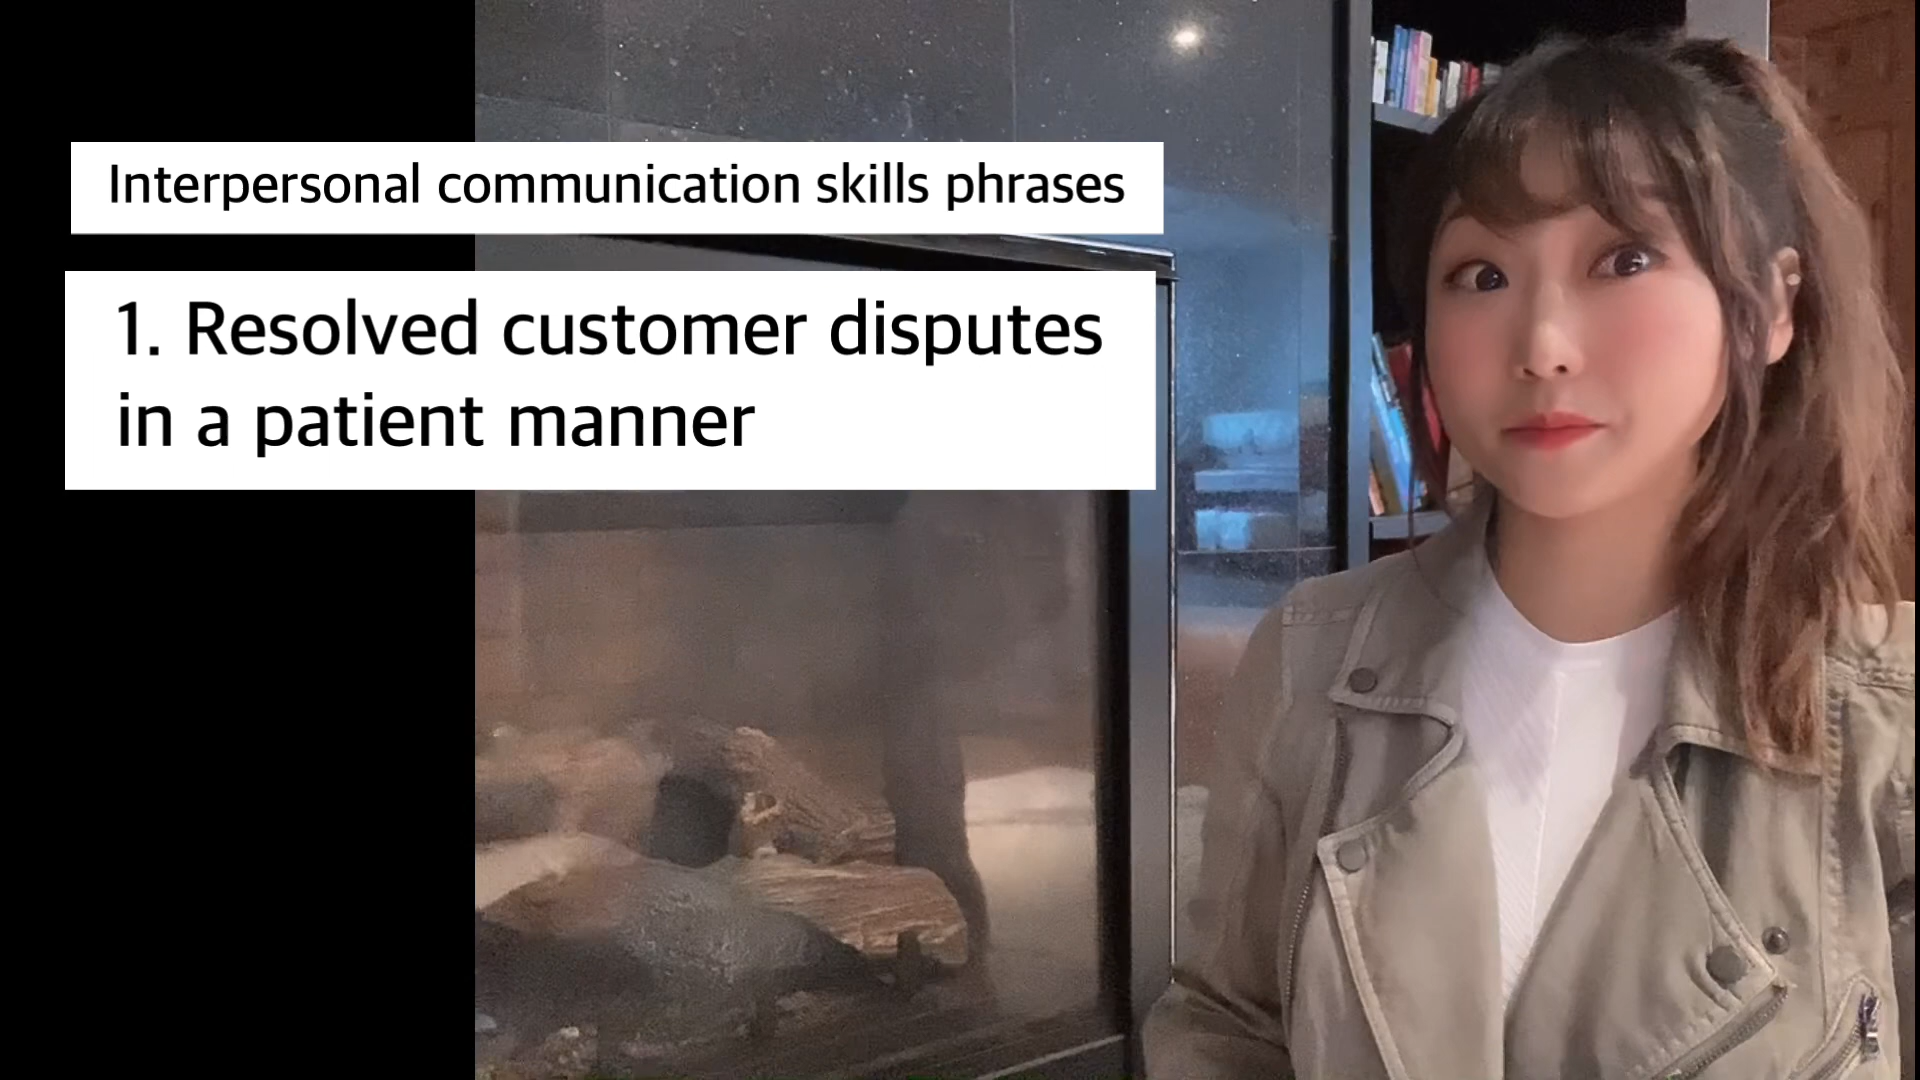 Interpersonal communication skills phrases
1. Resolved customer disputes
in a patient manner